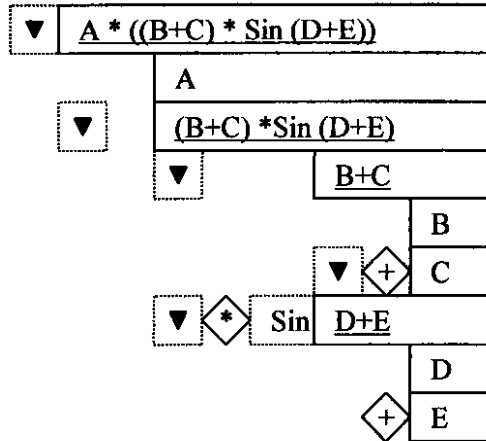 ▼ A * ((B+C) * Sin (D+E))
A
▼ (B+C) *Sin (D+E)
▼ B+C
B
▼ + C
▼ * Sin D+E
D
+ E